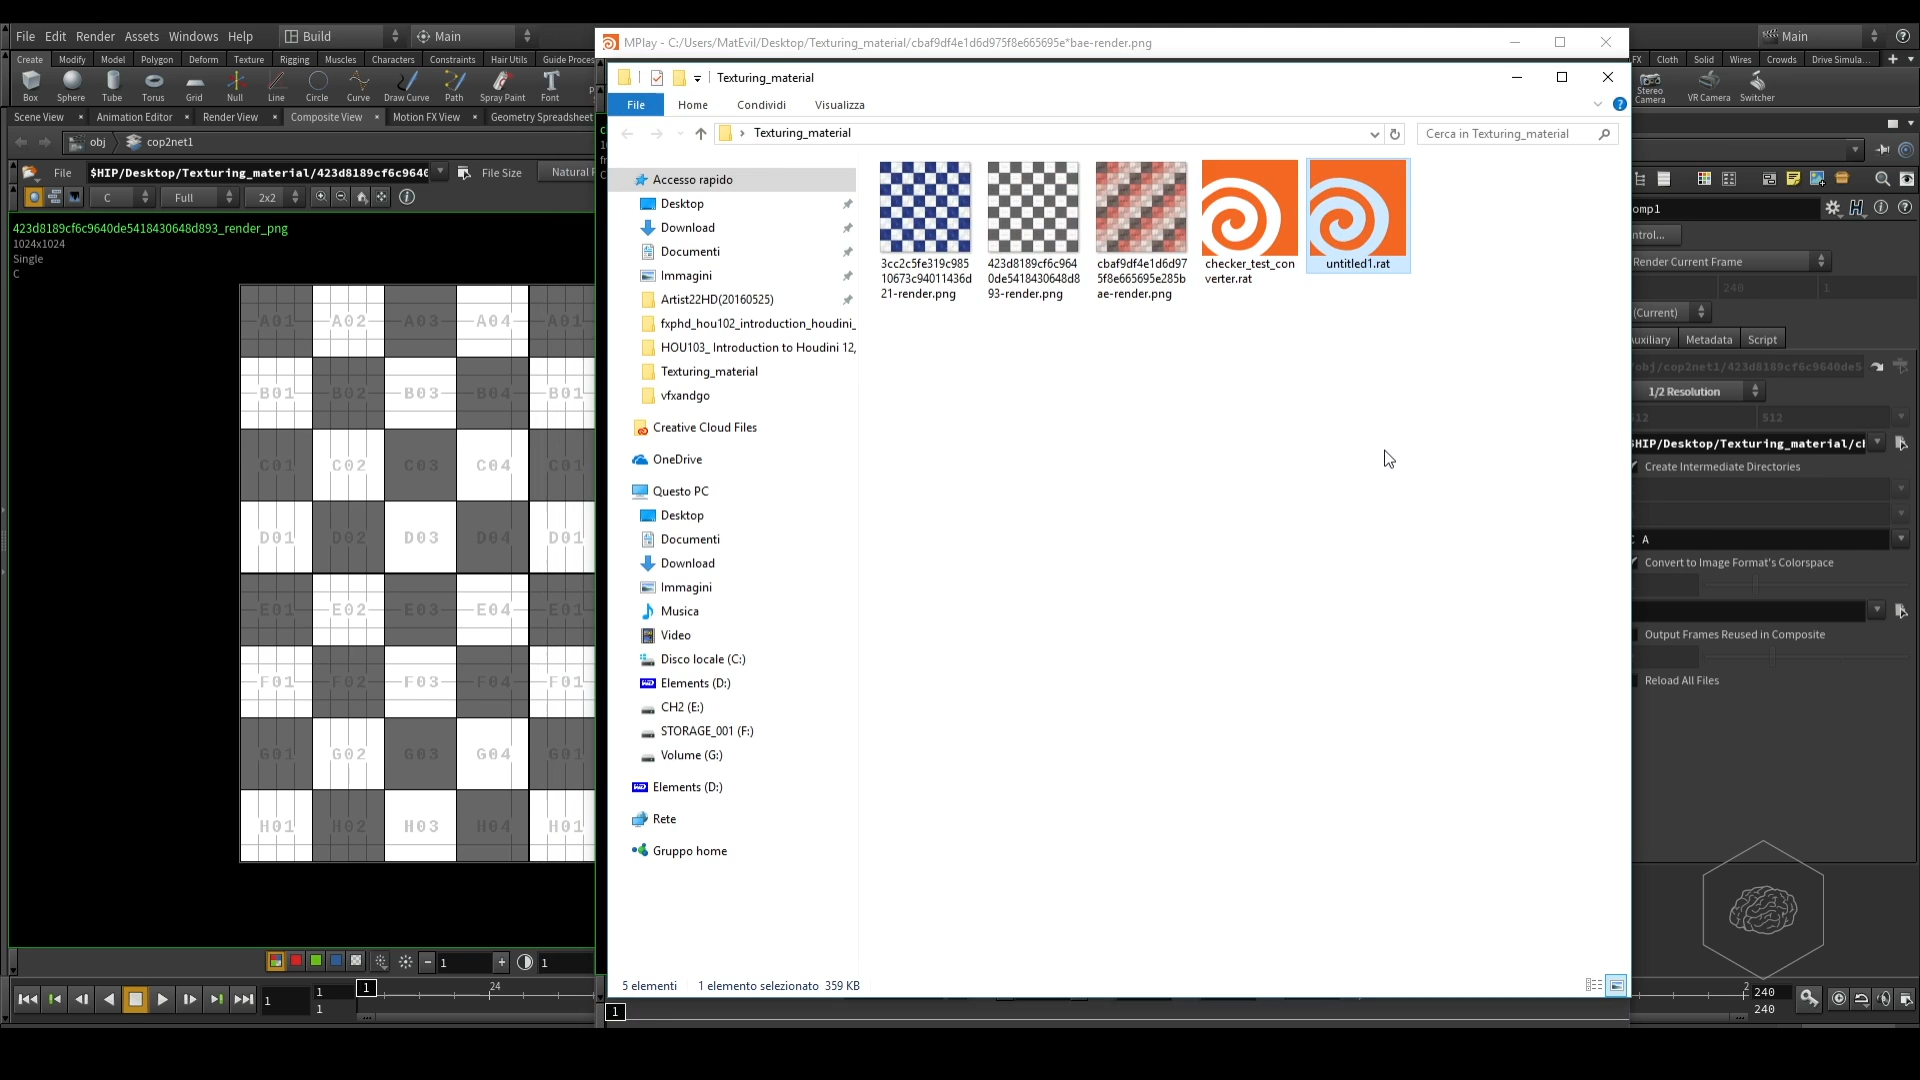 File Edit Render Assets Windows Help Build Main
MPlay - C:/Users/MatEvil/Desktop/Texturing_material/cbaf9df4e1d6d975f8e665695e*bae-render.png
Main
Create Modify Model Polygon Deform Texture Rigging Muscles Characters Constraints Hair Utils Guide Proces
FX Cloth Solid Wires Crowds Drive Simula...
Box Sphere Tube Torus Grid Null Line Circle Curve Draw Curve Path Spray Paint Font
Stereo Camera VR Camera Switcher
Scene View Animation Editor Render View Composite View Motion FX View Geometry Spreadsheet
obj cop2net1
File $HIP/Desktop/Texturing_material/423d8189cf6c9640 File Size Natural
C Full 2x2
423d8189cf6c9640de5418430648d893_render_png
1024x1024
Single
C
A01 A02 A03 A04 A01
B01 B02 B03 B04 B01
C01 C02 C03 C04 C01
D01 D02 D03 D04 D01
E01 E02 E03 E04 E01
F01 F02 F03 F04 F01
G01 G02 G03 G04 G01
H01 H02 H03 H04 H01
1 1
1 1 1 24
1
Texturing_material
File Home Condividi Visualizza
Texturing_material
Cerca in Texturing_material
Accesso rapido
Desktop
Download
Documenti
Immagini
Artist22HD(20160525)
fxphd_hou102_introduction_houdini_
HOU103_ Introduction to Houdini 12,
Texturing_material
vfxandgo
Creative Cloud Files
OneDrive
Questo PC
Desktop
Documenti
Download
Immagini
Musica
Video
Disco locale (C:)
Elements (D:)
CH2 (E:)
STORAGE_001 (F:)
Volume (G:)
Elements (D:)
Rete
Gruppo home
3cc2c5fe319c985
10673c94011436d
21-render.png
423d8189cf6c964
0de5418430648d8
93-render.png
cbaf9df4e1d6d97
5f8e665695e285b
ae-render.png
checker_test_con
verter.rat
untitled1.rat
5 elementi 1 elemento selezionato 359 KB
1
omp1
ntrol...
Render Current Frame
240 1
(Current)
uxiliary Metadata Script
obj/cop2net1/423d8189cf6c9640de5
1/2 Resolution
512 512
HIP/Desktop/Texturing_material/cl
Create Intermediate Directories
C A
Convert to Image Format's Colorspace
Output Frames Reused in Composite
Reload All Files
2 240
240